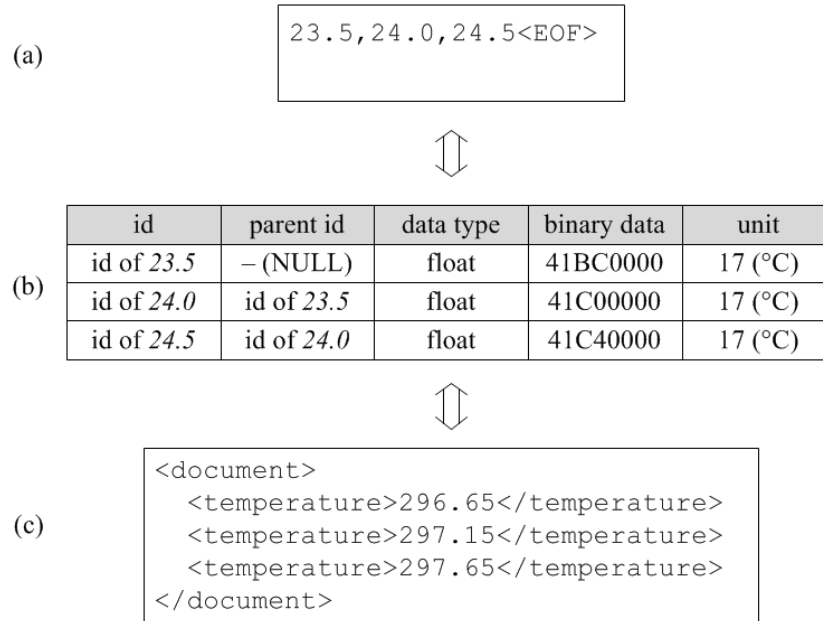 (a)
23.5,24.0,24.5<EOF>
(b)
id parent id data type binary data unit
id of 23.5 – (NULL) float 41BC0000 17 (°C)
id of 24.0 id of 23.5 float 41C00000 17 (°C)
id of 24.5 id of 24.0 float 41C40000 17 (°C)
(c)
<document>
<temperature>296.65</temperature>
<temperature>297.15</temperature>
<temperature>297.65</temperature>
</document>